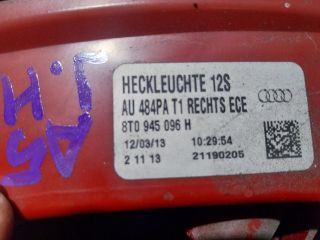 HECKLEUCHTE 12S
AU 484PA T1 RECHTS ECE
8T0 945 096 H
12/03/13 10:29:54
2 11 13 21190205
A5